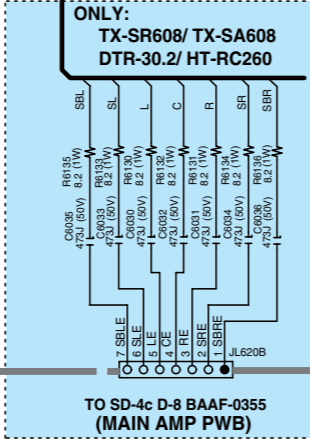 ONLY:
TX-SR608/ TX-SA608
DTR-30.2/ HT-RC260
SBL
SL
L
C
R
SR
SBR
R6135
8.2 (1W)
R6133
8.2 (1W)
R6130
8.2 (1W)
R6132
8.2 (1W)
R6131
8.2 (1W)
R6134
8.2 (1W)
R6136
8.2 (1W)
C6035
473J (50V)
C6033
473J (50V)
C6030
473J (50V)
C6032
473J (50V)
C6031
473J (50V)
C6034
473J (50V)
C6036
473J (50V)
7 SBLE
6 SLE
5 LE
4 CE
3 RE
2 SRE
1 SBRE
JL620B
TO SD-4c D-8 BAAF-0355
(MAIN AMP PWB)